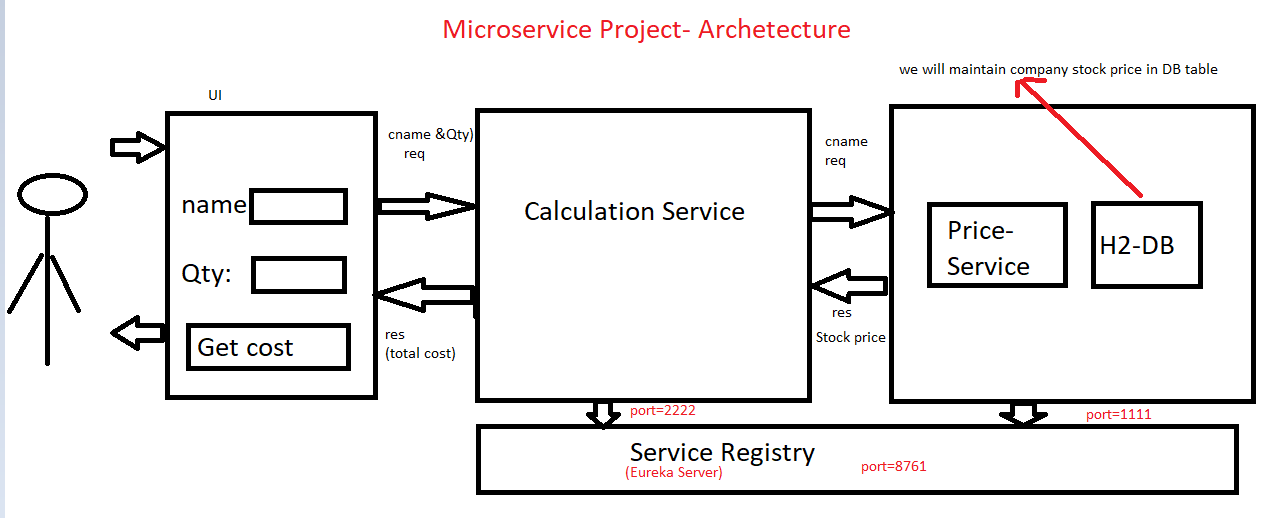 Microservice Project- Archetecture
we will maintain company stock price in DB table
UI
cname &Qty)
req
cname
req
name
Calculation Service
Price-
Service
H2-DB
Qty:
res
Stock price
Get cost
res
(total cost)
port=2222
port=1111
Service Registry
(Eureka Server)
port=8761